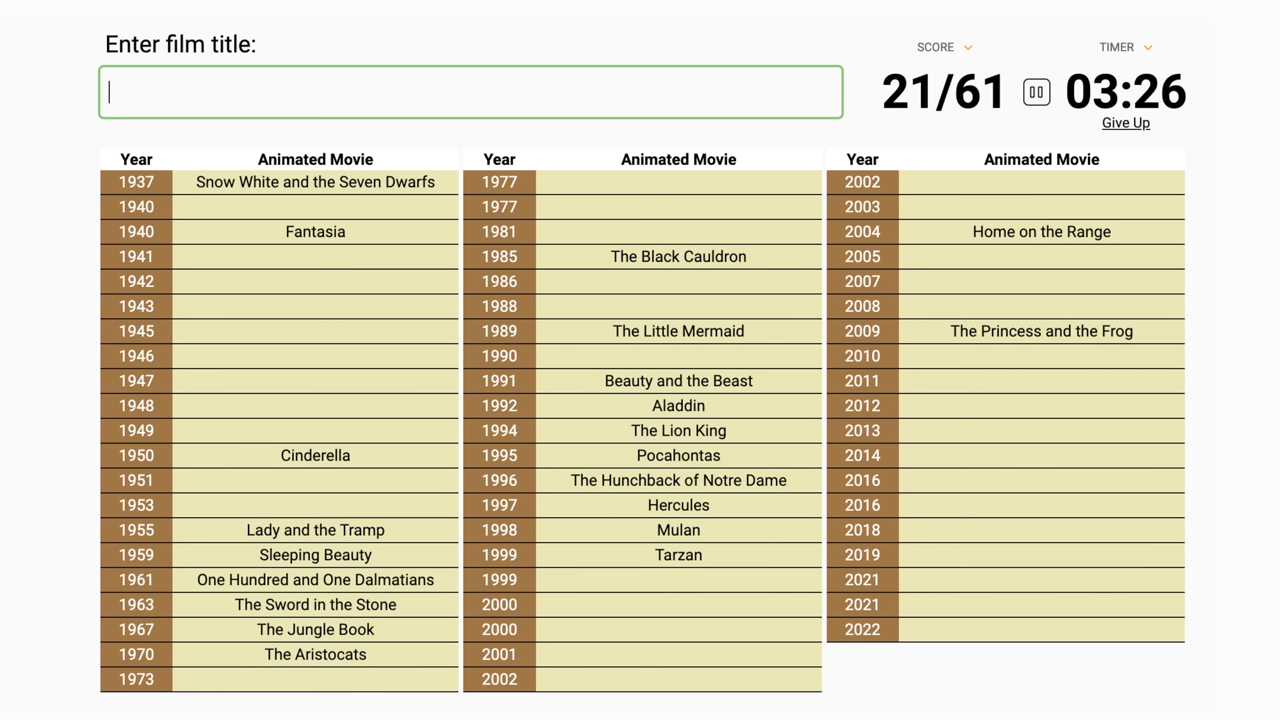 Enter film title:
SCORE
TIMER
21/61
03:26
Give Up
Year Animated Movie Year Animated Movie Year Animated Movie
1937 Snow White and the Seven Dwarfs 1977 2002
1940 1977 2003
1940 Fantasia 1981 2004 Home on the Range
1941 1985 The Black Cauldron 2005
1942 1986 2007
1943 1988 2008
1945 1989 The Little Mermaid 2009 The Princess and the Frog
1946 1990 2010
1947 1991 Beauty and the Beast 2011
1948 1992 Aladdin 2012
1949 1994 The Lion King 2013
1950 Cinderella 1995 Pocahontas 2014
1951 1996 The Hunchback of Notre Dame 2016
1953 1997 Hercules 2016
1955 Lady and the Tramp 1998 Mulan 2018
1959 Sleeping Beauty 1999 Tarzan 2019
1961 One Hundred and One Dalmatians 1999 2021
1963 The Sword in the Stone 2000 2021
1967 The Jungle Book 2000 2022
1970 The Aristocats 2001
1973 2002